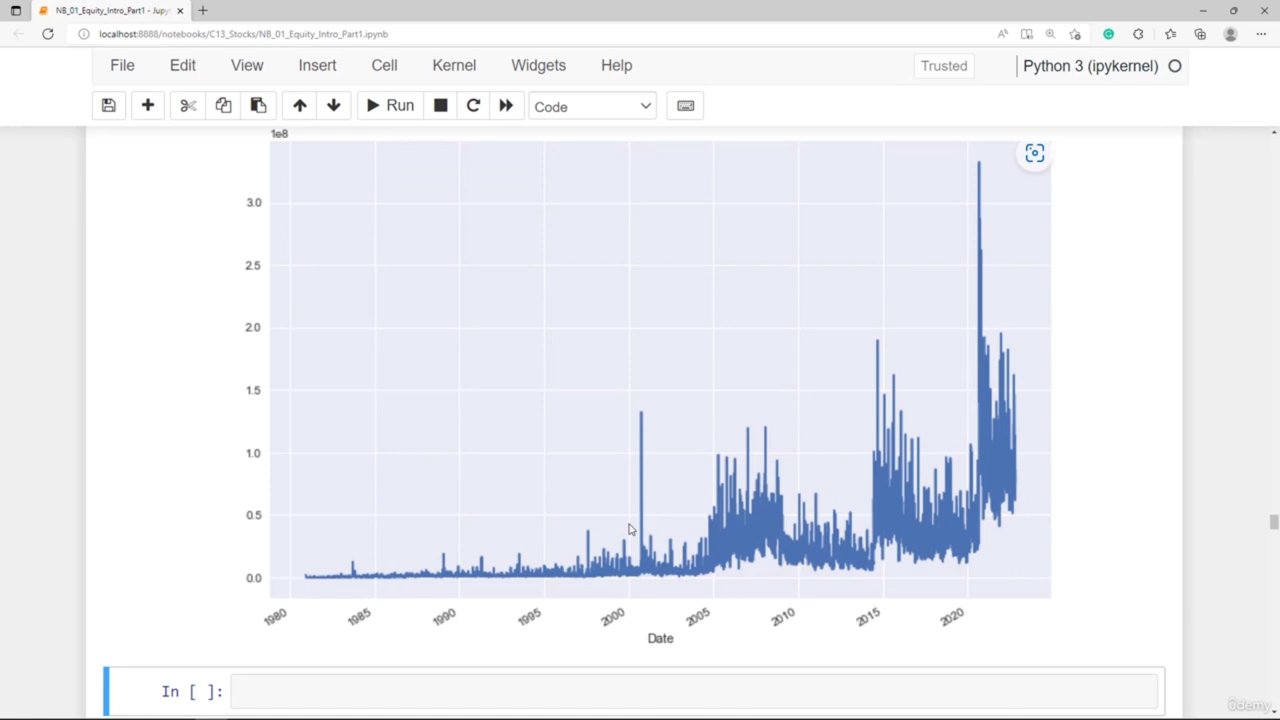 NB_01_Equity_Intro_Part1 - Jupy
localhost:8888/notebooks/C13_Stocks/NB_01_Equity_Intro_Part1.ipynb
File Edit View Insert Cell Kernel Widgets Help Trusted Python 3 (ipykernel)
Run Code
1e8
3.0
2.5
2.0
1.5
1.0
0.5
0.0
1980 1985 1990 1995 2000 2005 2010 2015 2020
Date
In [ ]:
ûdemy